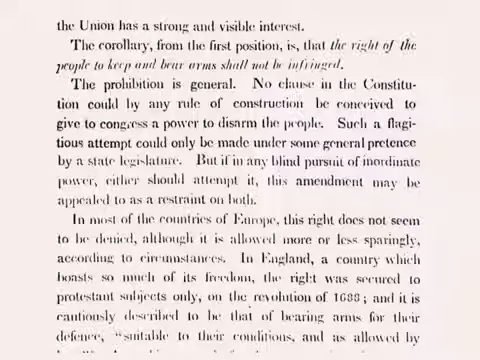 the Union has a strong and visible interest.
The corollary, from the first position, is, that the right of the
people to keep and bear arms shall not be infringed.
The prohibition is general. No clause in the Constitu-
tion could by any rule of construction be conceived to
give to congress a power to disarm the people. Such a flagi-
tious attempt could only be made under some general pretence
by a state legislature. But if in any blind pursuit of inordinate
power, either should attempt it, this amendment may be
appealed to as a restraint on both.
In most of the countries of Europe, this right does not seem
to be denied, although it is allowed more or less sparingly,
according to circumstances. In England, a country which
boasts so much of its freedom, the right was secured to
protestant subjects only, on the revolution of 1688; and it is
cautiously described to be that of bearing arms for their
defence, "suitable to their conditions, and as allowed by